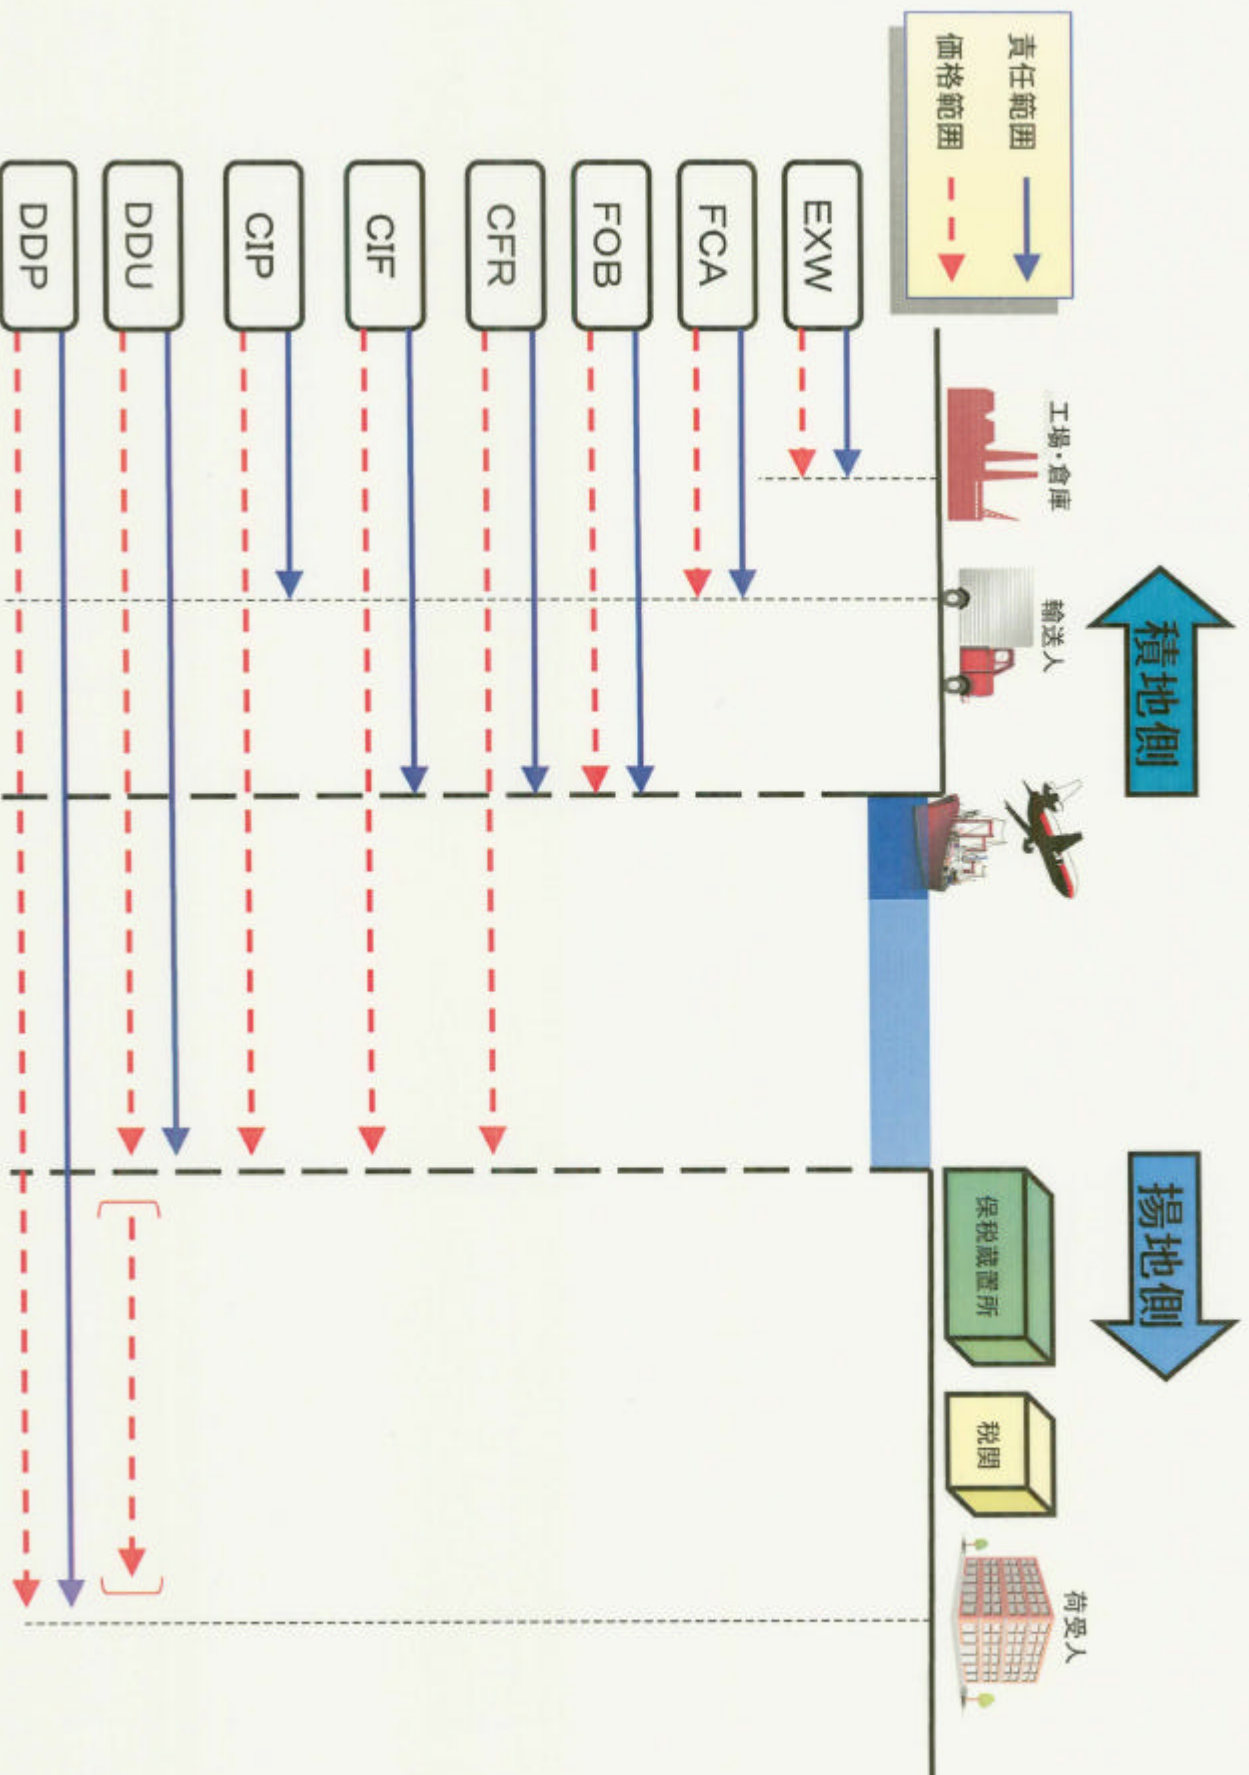 責任範囲
価格範囲
積地側
揚地側
工場・倉庫
輸送人
保税蔵置所
税関
荷受人
EXW
FCA
FOB
CFR
CIF
CIP
DDU
DDP